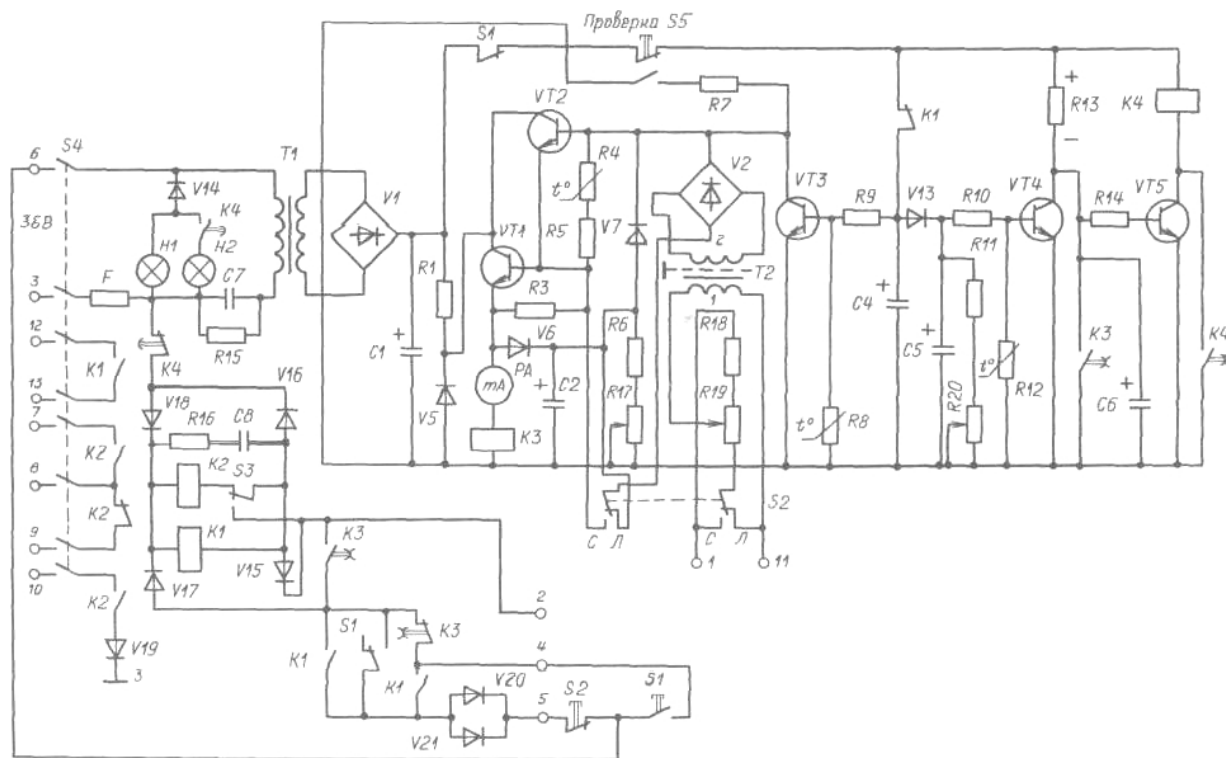 Проверка S5
S1
R7
VT2
K1
R13
K4
+
−
6
S4
T1
V14
K4
36В
H1
H2
V1
R4
t°
V2
VT3
R9
V13
R10
VT4
R14
VT5
R1
VT1
R5
V7
2
T2
1
R11
3
F
C7
R3
C4
+
12
R15
C1
+
V6
PA
R6
R18
C5
+
t°
R12
K3
K4
K1
K4
mA
C2
+
R17
R19
R20
C6
+
13
V16
V5
K3
t°
R8
7
V18
R16
C8
K2
K2
S3
8
S2
K2
K1
K3
С
Л
С
Л
9
V17
V15
1
11
10
K2
2
S1
K3
4
V19
K1
K1
V20
S2
S1
3
5
V21